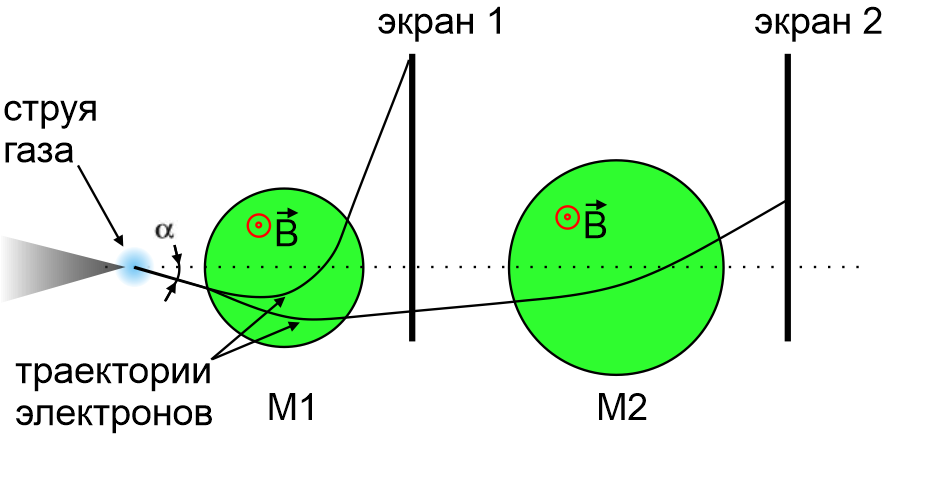 экран 1
экран 2
струя
газа
α
B
B
траектории
электронов
M1
M2